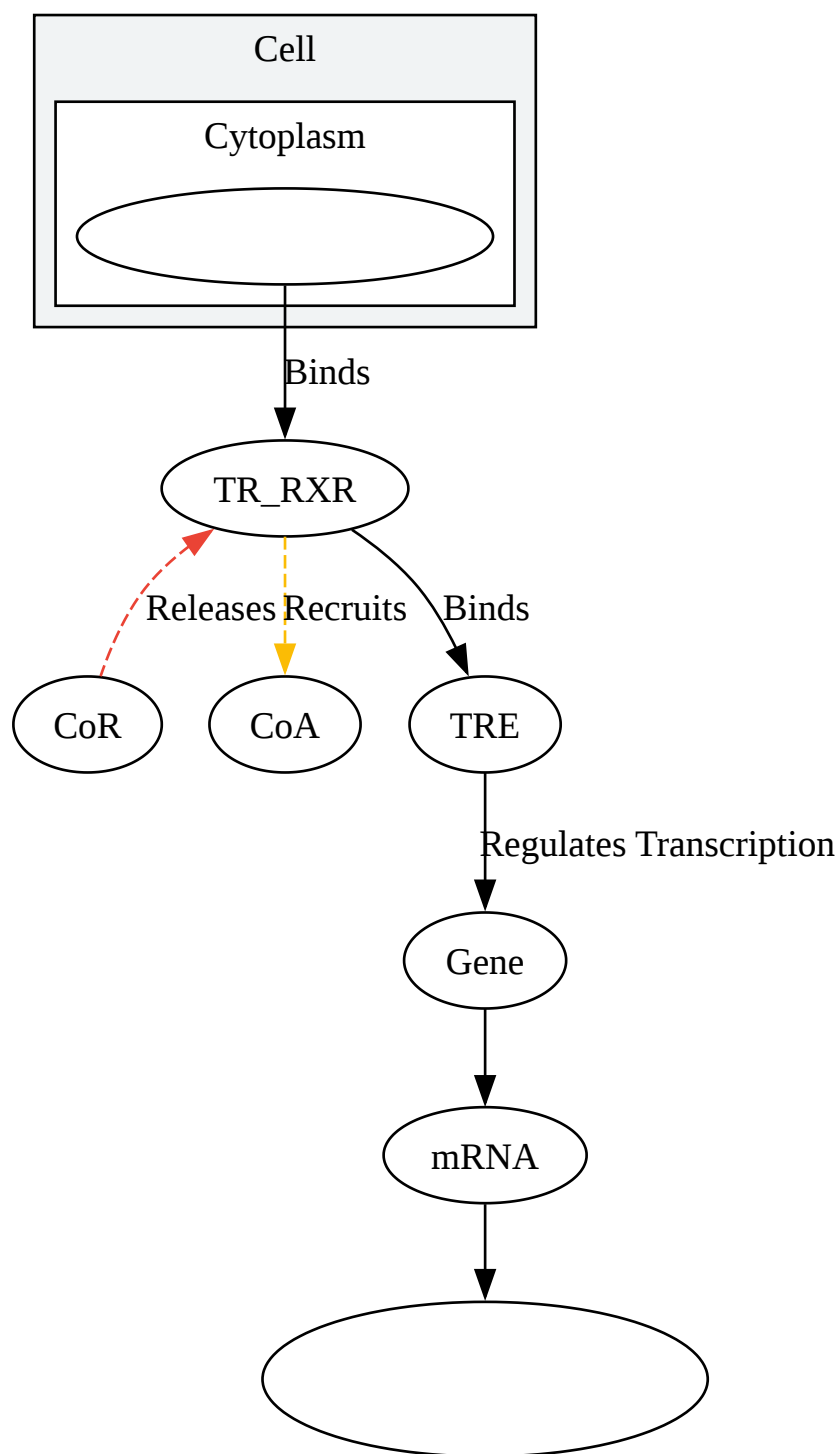 Cell
Cytoplasm
Binds
TR_RXR
Releases
Recruits
Binds
CoR
CoA
TRE
Regulates Transcription
Gene
mRNA